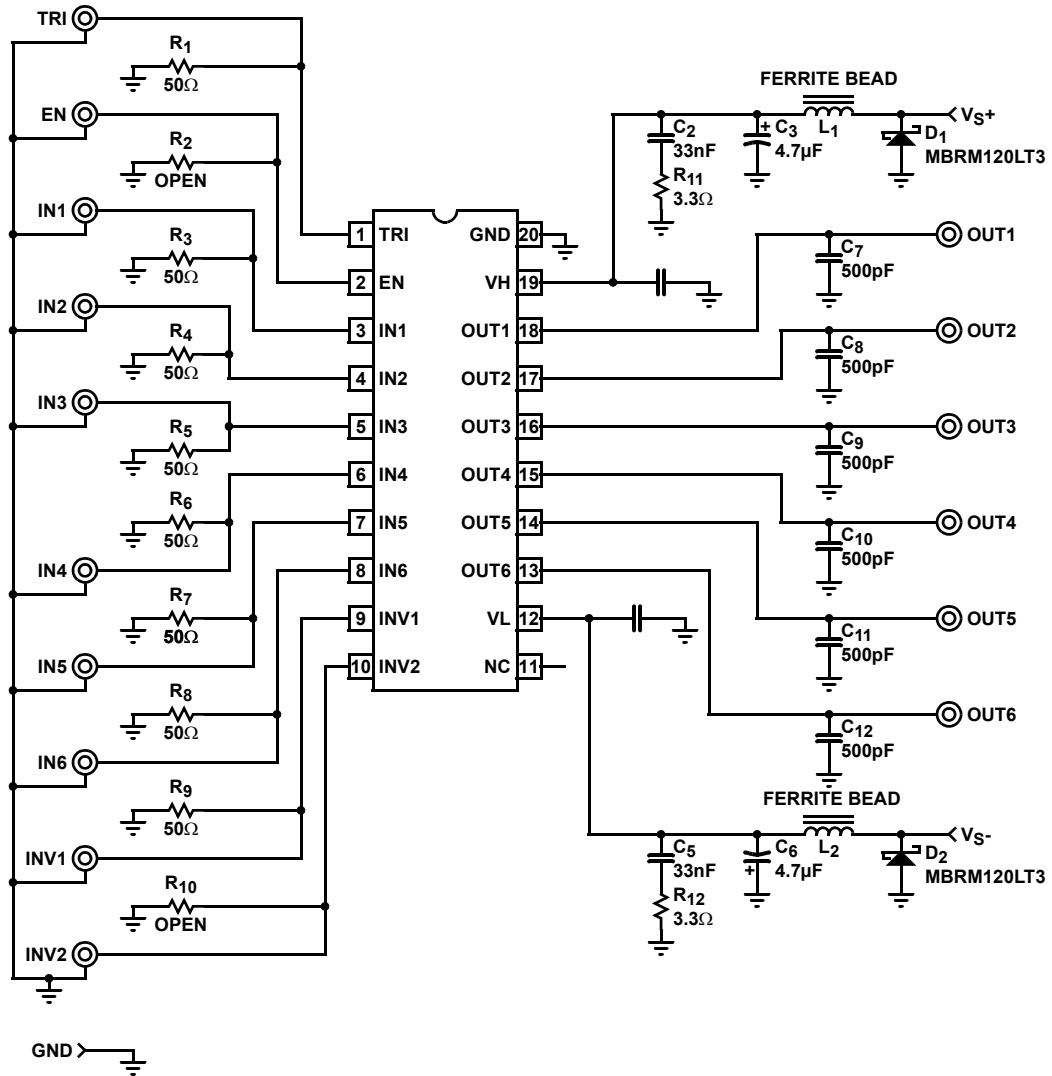 TRI
R1
50Ω
EN
R2
OPEN
IN1
R3
50Ω
IN2
R4
50Ω
IN3
R5
50Ω
R6
50Ω
IN4
R7
50Ω
IN5
R8
50Ω
IN6
R9
50Ω
INV1
R10
OPEN
INV2
GND
1 TRI
2 EN
3 IN1
4 IN2
5 IN3
6 IN4
7 IN5
8 IN6
9 INV1
10 INV2
GND 20
VH 19
OUT1 18
OUT2 17
OUT3 16
OUT4 15
OUT5 14
OUT6 13
VL 12
NC 11
FERRITE BEAD
L1
VS+
C2
33nF
R11
3.3Ω
+ C3
4.7μF
D1
MBRM120LT3
OUT1
C7
500pF
OUT2
C8
500pF
OUT3
C9
500pF
OUT4
C10
500pF
OUT5
C11
500pF
OUT6
C12
500pF
FERRITE BEAD
L2
VS-
C5
33nF
R12
3.3Ω
C6
+ 4.7μF
D2
MBRM120LT3